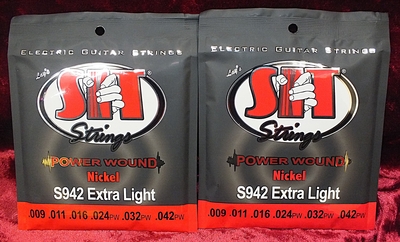 ELECTRIC GUITAR STRINGS
SIT
Strings
POWER WOUND
Nickel
S942 Extra Light
.009 .011 .016 .024PW .032PW .042PW
ELECTRIC GUITAR STRINGS
SIT
Strings
POWER WOUND
Nickel
S942 Extra Light
.009 .011 .016 .024PW .032PW .042PW